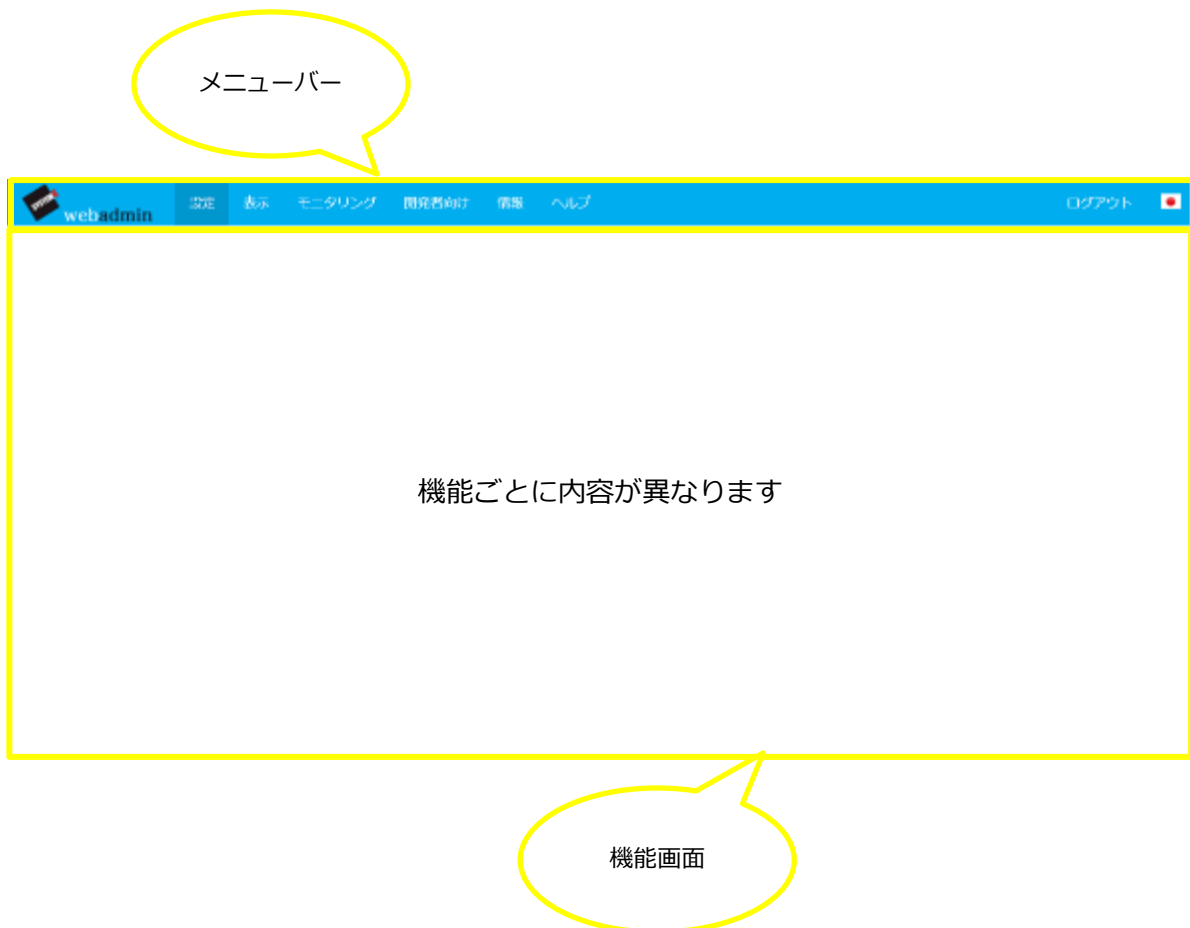 メニューバー
webadmin 設定 表示 モニタリング 開発者向け 情報 ヘルプ ログアウト
機能ごとに内容が異なります
機能画面